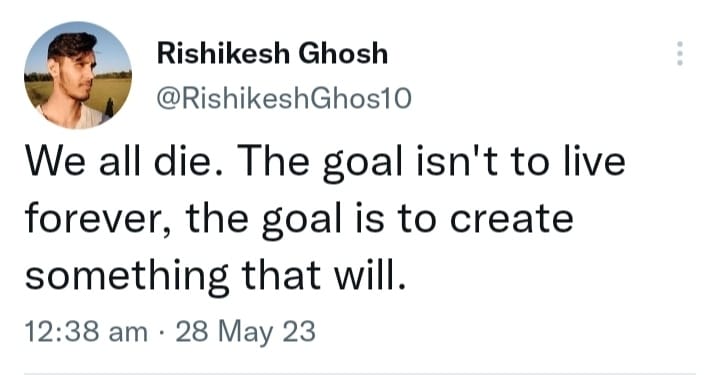 Rishikesh Ghosh
@RishikeshGhos10
We all die. The goal isn't to live
forever, the goal is to create
something that will.
12:38 am · 28 May 23